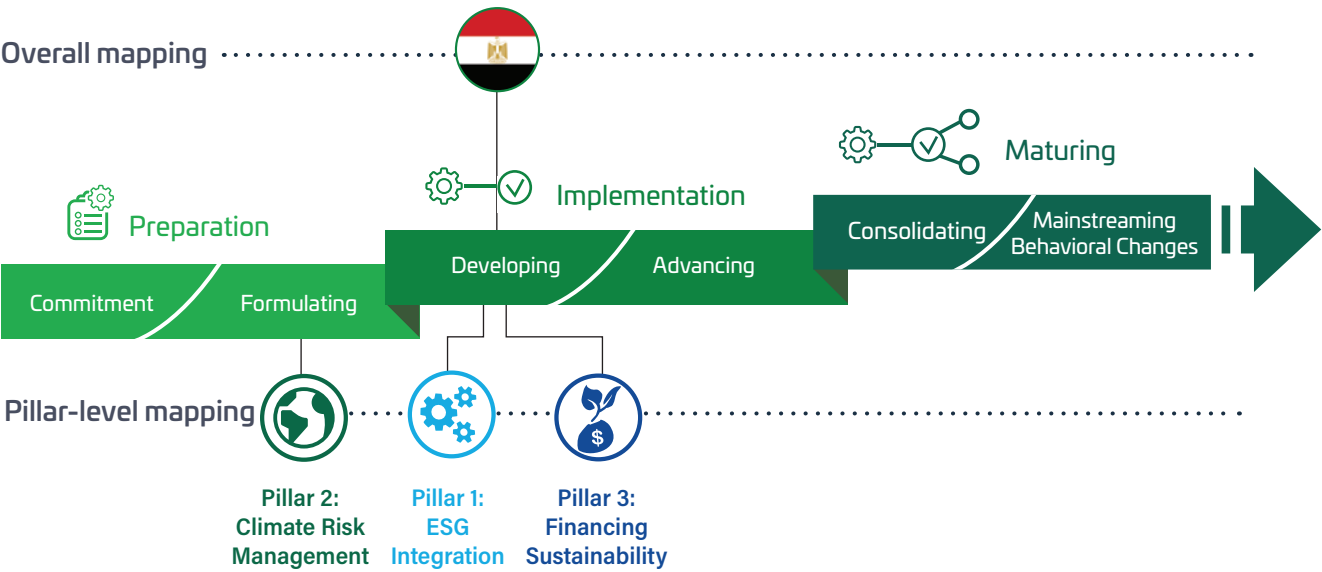 Overall mapping
Preparation
Implementation
Maturing
Commitment
Formulating
Developing
Advancing
Consolidating
Mainstreaming
Behavioral Changes
Pillar-level mapping
$
Pillar 2:
Climate Risk
Management
Pillar 1:
ESG
Integration
Pillar 3:
Financing
Sustainability